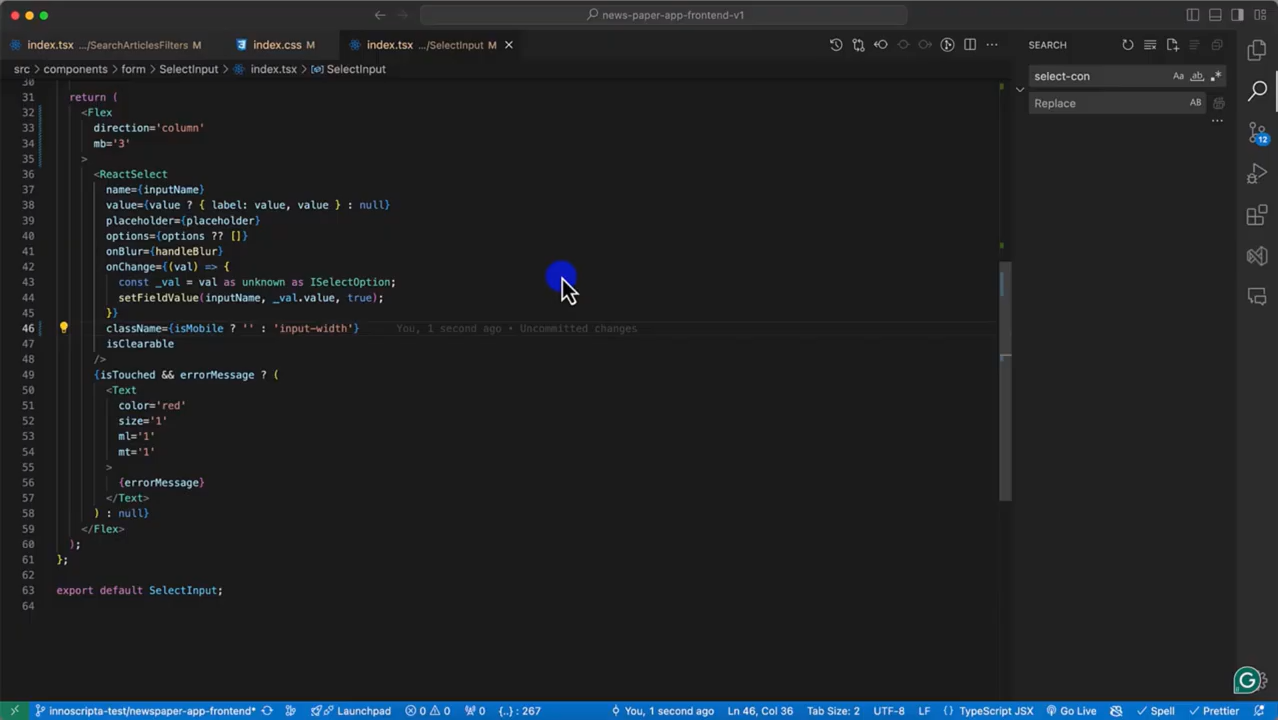 news-paper-app-frontend-v1
index.tsx .../SearchArticlesFilters M
index.css M
index.tsx .../SelectInput M
SEARCH
src > components > form > SelectInput > index.tsx > SelectInput
select-con
Aa ab
Replace
AB
30
31 return (
32 <Flex
33 direction='column'
34 mb='3'
35 >
36 <ReactSelect
37 name={inputName}
38 value={value ? { label: value, value } : null}
39 placeholder={placeholder}
40 options={options ?? []}
41 onBlur={handleBlur}
42 onChange={(val) => {
43 const _val = val as unknown as ISelectOption;
44 setFieldValue(inputName, _val.value, true);
45 }}
46 className={isMobile ? '' : 'input-width'} You, 1 second ago • Uncommitted changes
47 isClearable
48 />
49 {isTouched && errorMessage ? (
50 <Text
51 color='red'
52 size='1'
53 ml='1'
54 mt='1'
55 >
56 {errorMessage}
57 </Text>
58 ) : null}
59 </Flex>
60 );
61 };
62
63 export default SelectInput;
64
12
innoscripta-test/newspaper-app-frontend* Launchpad 0 0 0 {..} : 267 You, 1 second ago Ln 46, Col 36 Tab Size: 2 UTF-8 LF {} TypeScript JSX Go Live Spell Prettier